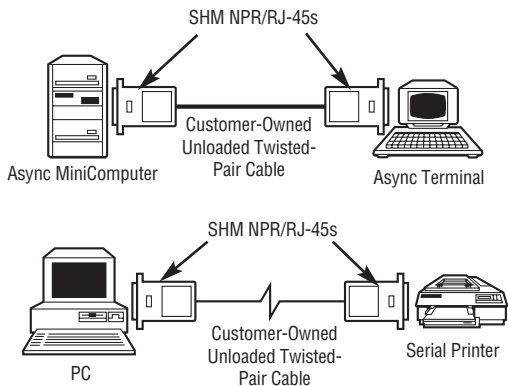 SHM NPR/RJ-45s
Customer-Owned
Unloaded Twisted-
Pair Cable
Async MiniComputer
Async Terminal
SHM NPR/RJ-45s
Customer-Owned
Unloaded Twisted-
Pair Cable
PC
Serial Printer